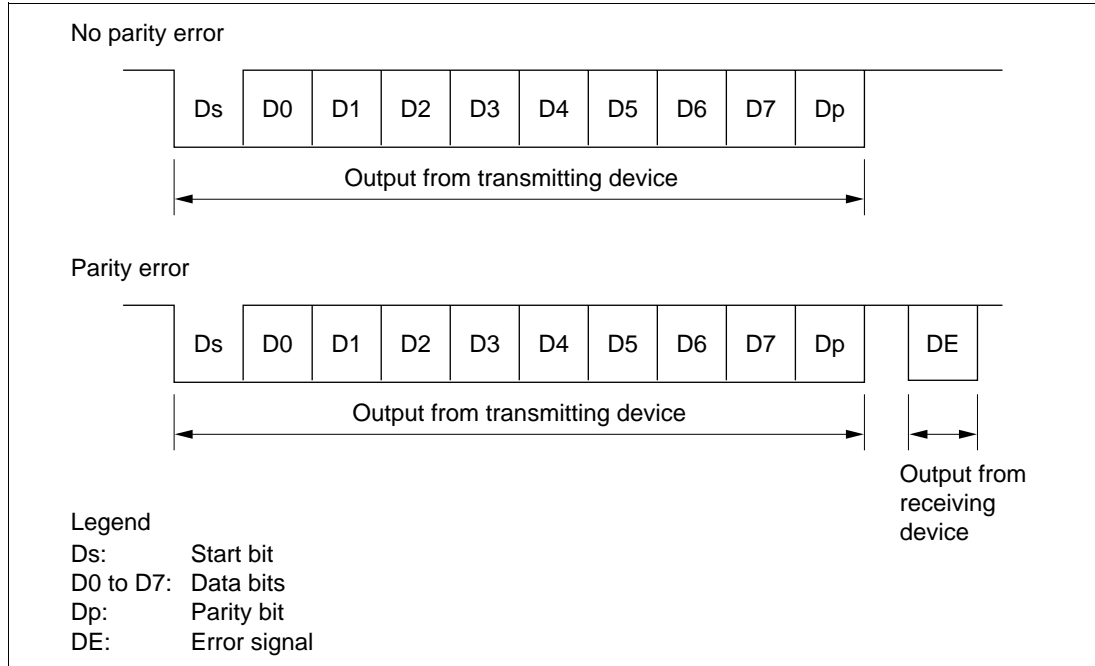 No parity error
Ds D0 D1 D2 D3 D4 D5 D6 D7 Dp
Output from transmitting device
Parity error
Ds D0 D1 D2 D3 D4 D5 D6 D7 Dp DE
Output from transmitting device
Output from
receiving
device
Legend
Ds: Start bit
D0 to D7: Data bits
Dp: Parity bit
DE: Error signal